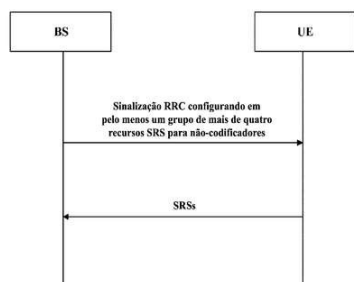 BS
UE
Sinalização RRC configurando em
pelo menos um grupo de mais de quatro
recursos SRS para não-codificadores
SRSs